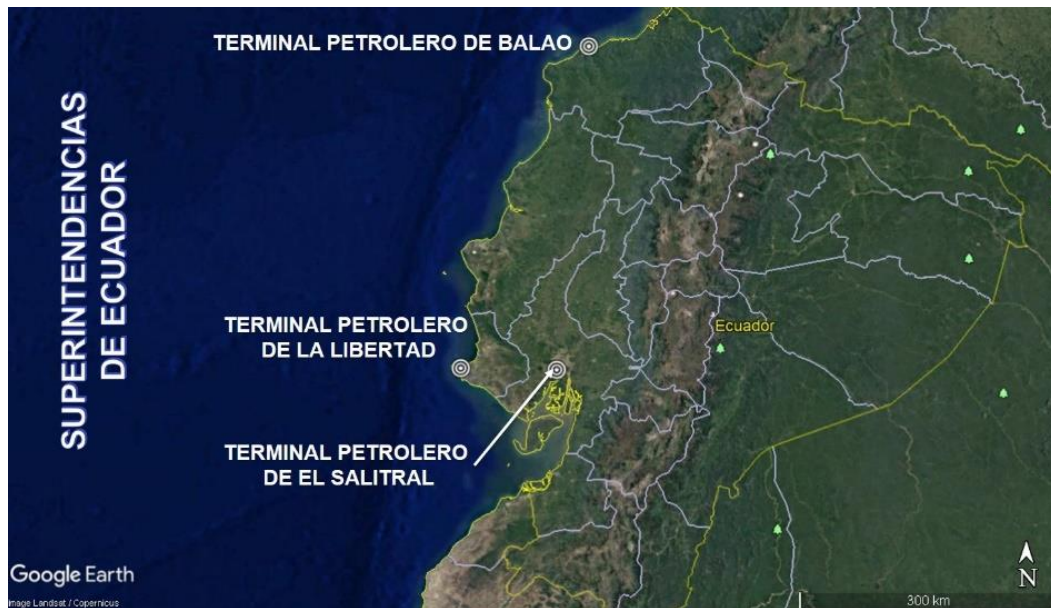 TERMINAL PETROLERO DE BALAO
SUPERINTENDENCIAS
DE ECUADOR
TERMINAL PETROLERO
DE LA LIBERTAD
Ecuador
TERMINAL PETROLERO
DE EL SALITRAL
Google Earth
Image Landsat / Copernicus
N
300 km